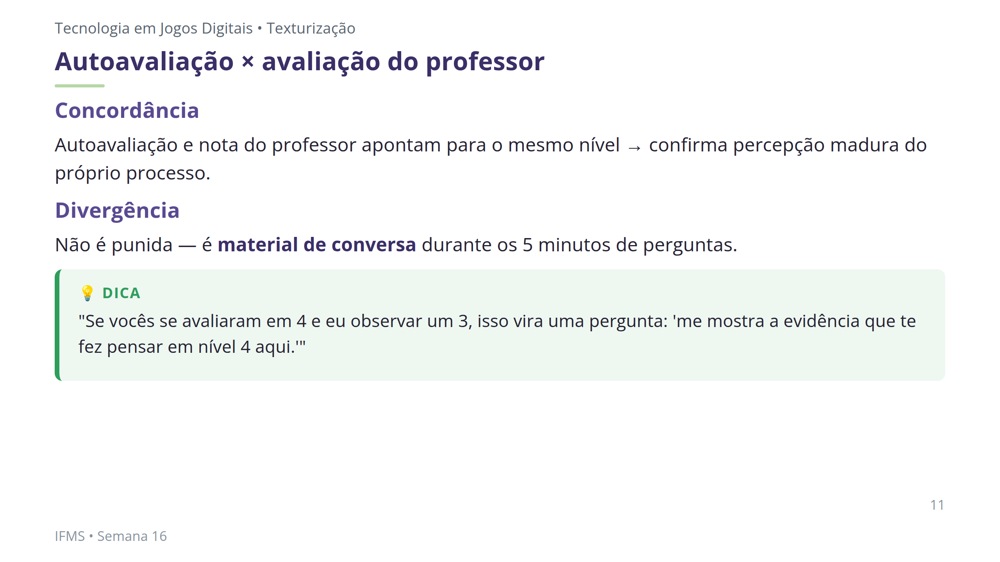 Tecnologia em Jogos Digitais • Texturização
Autoavaliação × avaliação do professor
Concordância
Autoavaliação e nota do professor apontam para o mesmo nível → confirma percepção madura do
próprio processo.
Divergência
Não é punida — é material de conversa durante os 5 minutos de perguntas.
💡 DICA
"Se vocês se avaliaram em 4 e eu observar um 3, isso vira uma pergunta: 'me mostra a evidência que te
fez pensar em nível 4 aqui.'"
11
IFMS • Semana 16